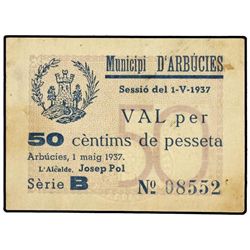 Municipi D'ARBÚCIES
Sessió del 1-V-1937
VAL per
50 cèntims de pesseta
50
Arbúcies, 1 maig 1937.
L'Alcalde, Josep Pol
Sèrie B Nº 08552